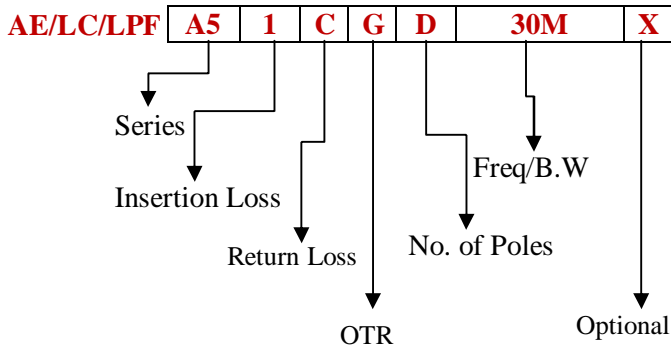 AE/LC/LPF A5 1 C G D 30M X
Series
Freq/B.W
Insertion Loss
No. of Poles
Return Loss
OTR
Optional